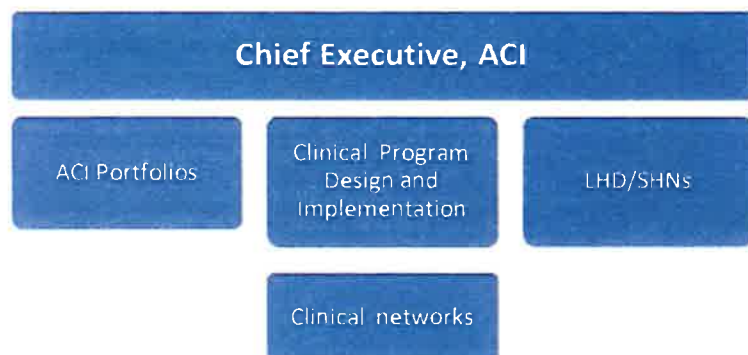 Chief Executive, ACI
ACI Portfolios
Clinical Program
Design and
Implementation
LHD/SHNs
Clinical networks